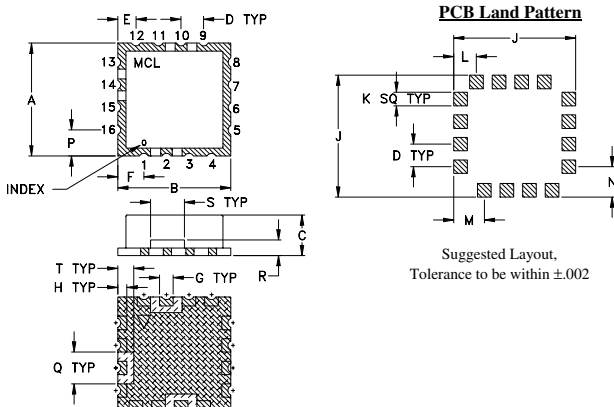 PCB Land Pattern
E
D TYP
12 11 10 9
13
MCL
8
14
7
15
6
16
5
A
P
F
1 2 3 4
INDEX
B
S TYP
C
R
T TYP
H TYP
G TYP
Q TYP
J
L
K SQ TYP
J
D TYP
N
M
Suggested Layout,
Tolerance to be within ±.002